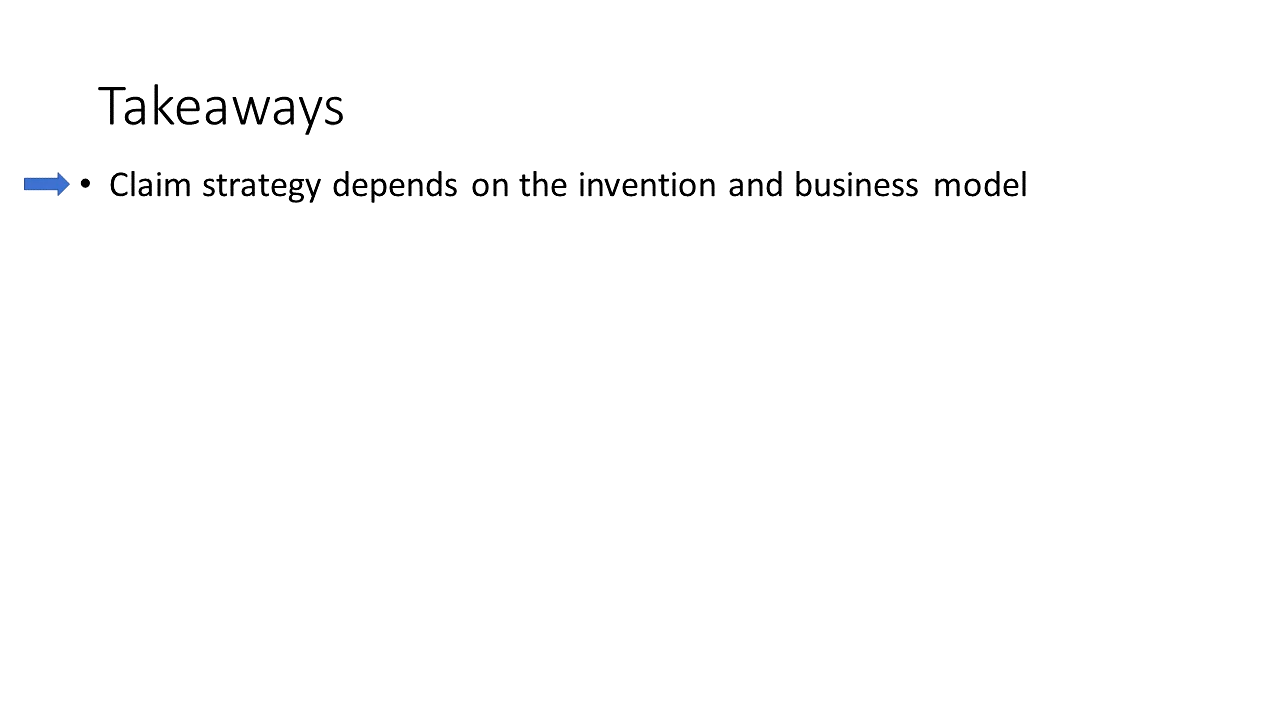 Takeaways
• Claim strategy depends on the invention and business model